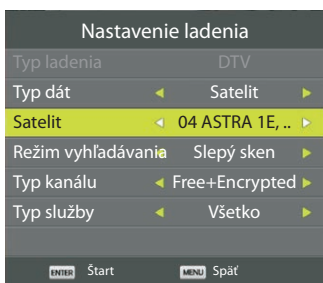 Nastavenie ladenia
Typ ladenia DTV
Typ dát Satelit
Satelit 04 ASTRA 1E, ..
Režim vyhľadávania Slepý sken
Typ kanálu Free+Encrypted
Typ služby Všetko
ENTER Štart MENU Späť